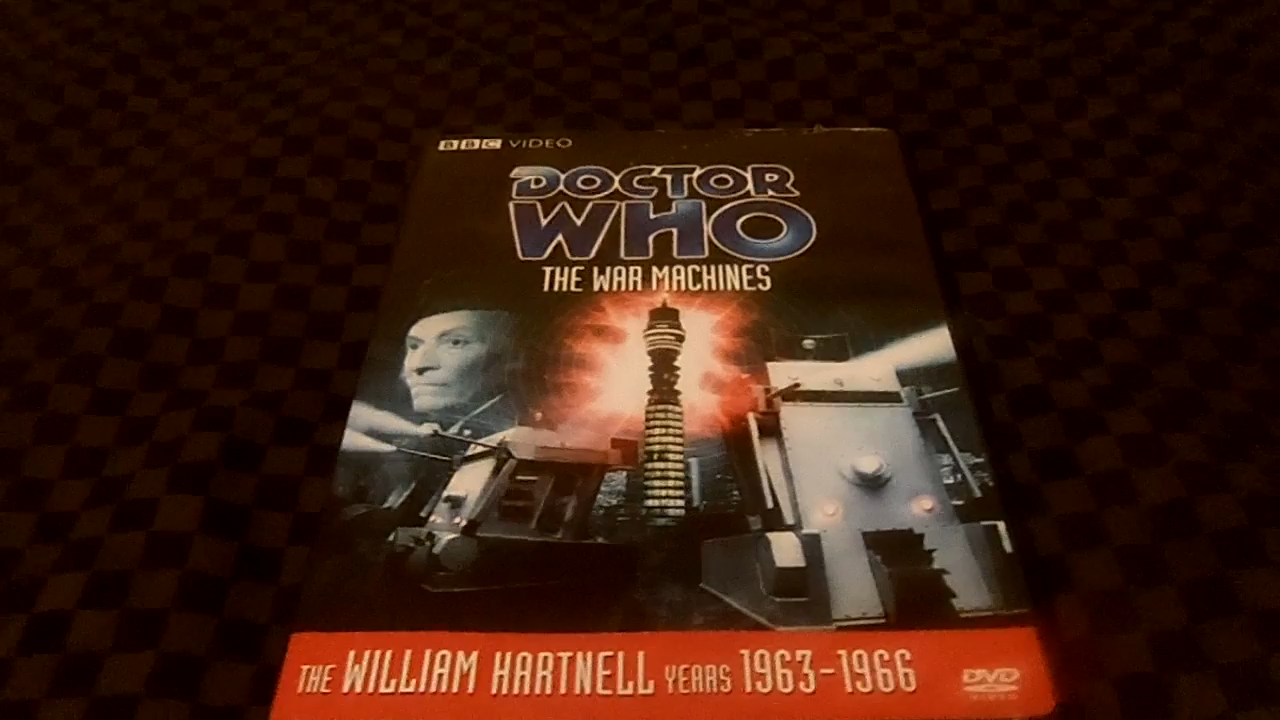 BBC VIDEO
DOCTOR
WHO
THE WAR MACHINES
THE WILLIAM HARTNELL YEARS 1963-1966
DVD